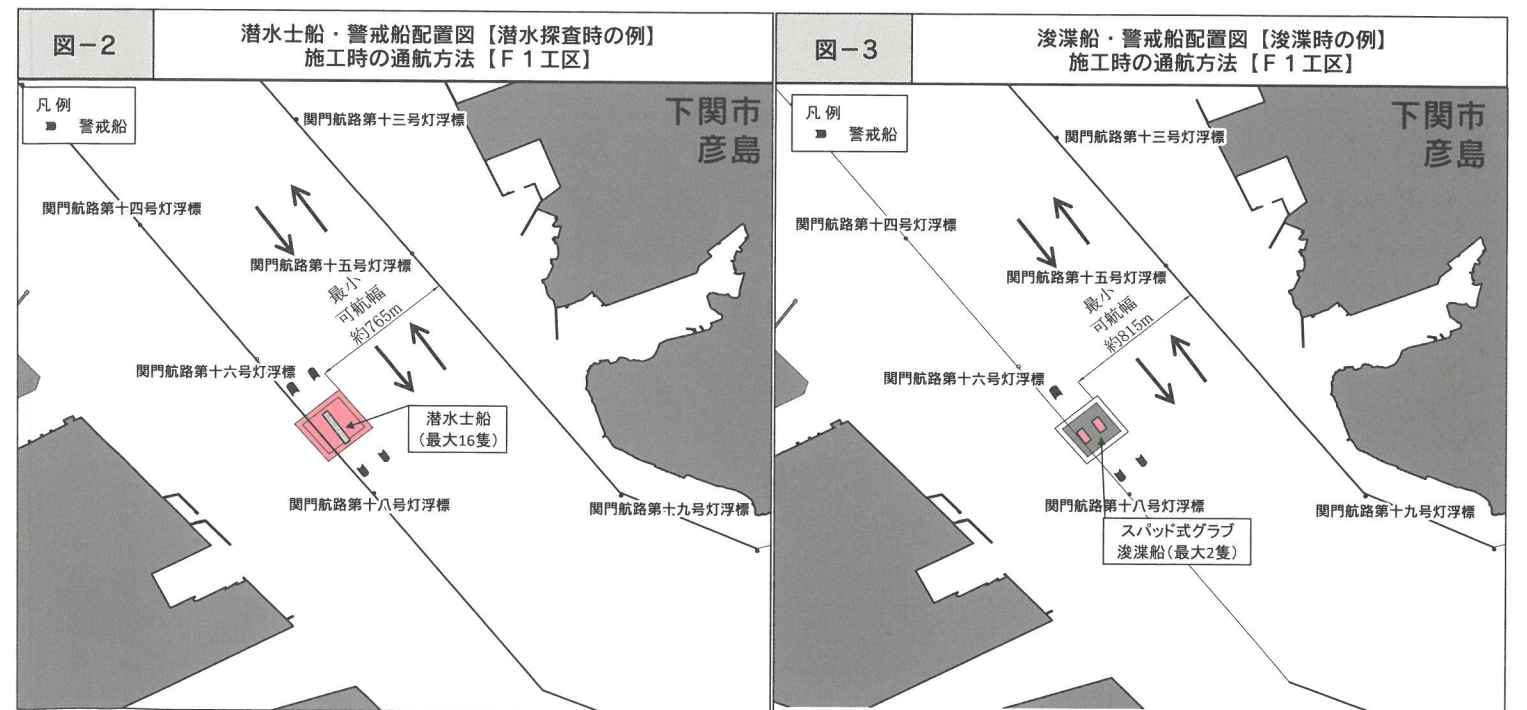 図－2
潜水士船・警戒船配置図【潜水探査時の例】
施工時の通航方法【Ｆ１工区】
凡 例
警戒船
下関市
彦島
関門航路第十三号灯浮標
関門航路第十四号灯浮標
関門航路第十五号灯浮標
最小
可航幅
約765m
関門航路第十六号灯浮標
潜水士船
（最大16隻）
関門航路第十八号灯浮標
関門航路第十九号灯浮標
図－3
浚渫船・警戒船配置図【浚渫時の例】
施工時の通航方法【Ｆ１工区】
凡 例
警戒船
下関市
彦島
関門航路第十三号灯浮標
関門航路第十四号灯浮標
関門航路第十五号灯浮標
最小
可航幅
約815m
関門航路第十六号灯浮標
関門航路第十八号灯浮標
関門航路第十九号灯浮標
スパッド式グラブ
浚渫船（最大2隻）